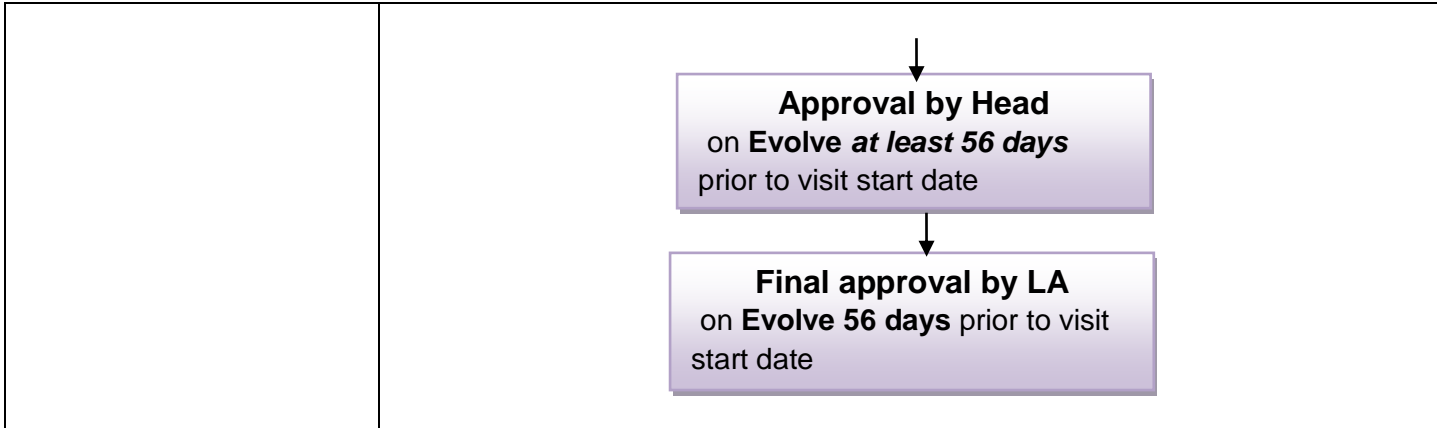 Approval by Head
on Evolve at least 56 days
prior to visit start date
Final approval by LA
on Evolve 56 days prior to visit
start date